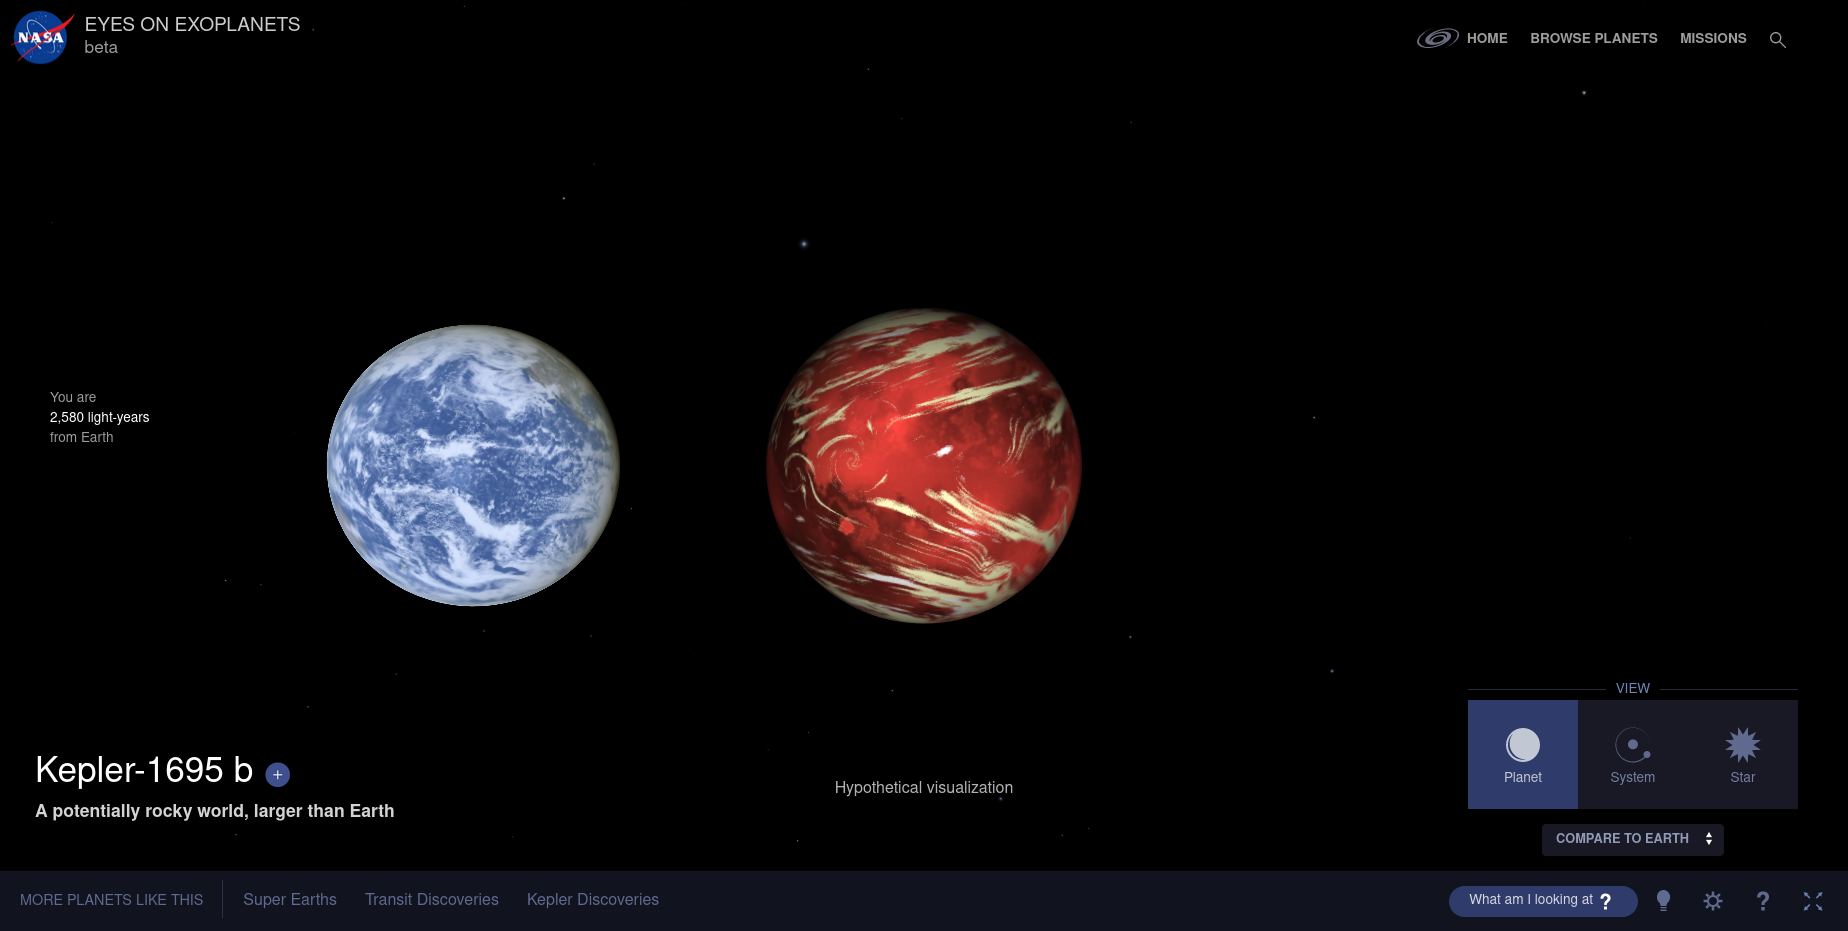 NASA
EYES ON EXOPLANETS
beta
HOME
BROWSE PLANETS
MISSIONS
You are
2,580 light-years
from Earth
Kepler-1695 b +
A potentially rocky world, larger than Earth
Hypothetical visualization
VIEW
Planet
System
Star
COMPARE TO EARTH
MORE PLANETS LIKE THIS
Super Earths
Transit Discoveries
Kepler Discoveries
What am I looking at ?
?